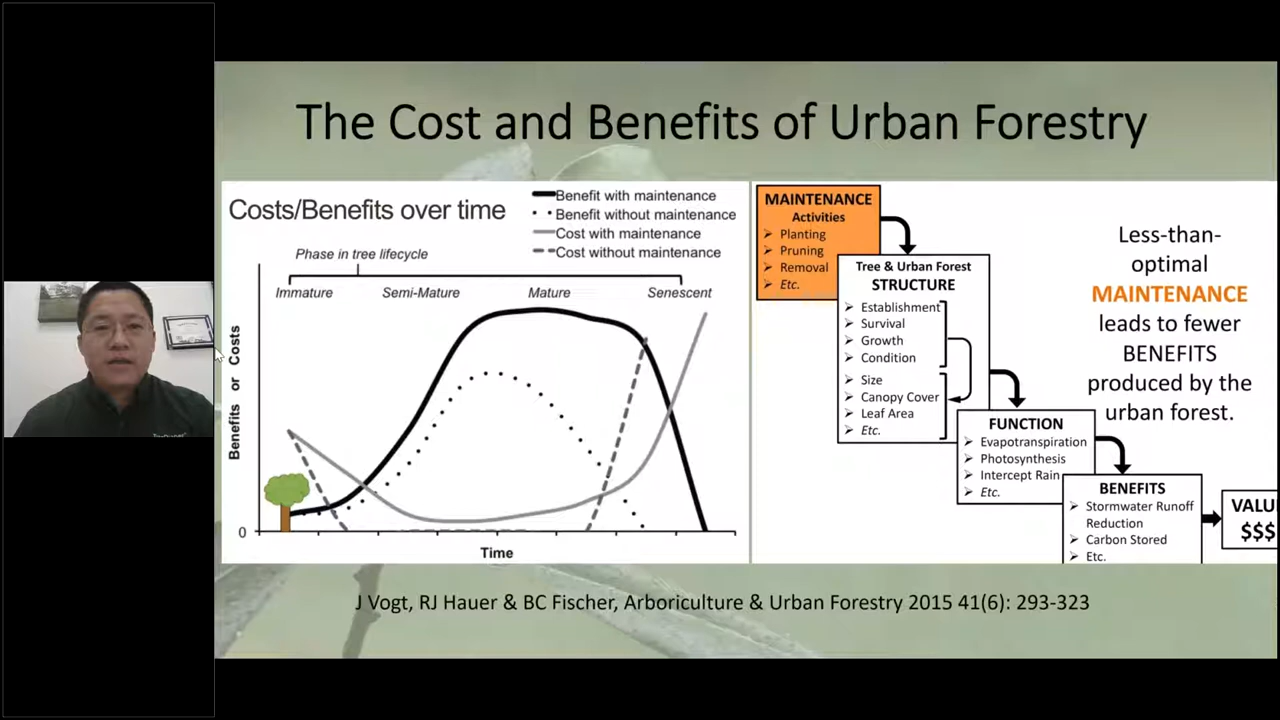 The Cost and Benefits of Urban Forestry
Costs/Benefits over time
Benefit with maintenance
Benefit without maintenance
Cost with maintenance
Cost without maintenance
Phase in tree lifecycle
Immature Semi-Mature Mature Senescent
Benefits or Costs
0
Time
MAINTENANCE
Activities
➢ Planting
➢ Pruning
➢ Removal
➢ Etc.
Tree & Urban Forest
STRUCTURE
➢ Establishment
➢ Survival
➢ Growth
➢ Condition
➢ Size
➢ Canopy Cover
➢ Leaf Area
➢ Etc.
FUNCTION
➢ Evapotranspiration
➢ Photosynthesis
➢ Intercept Rain
➢ Etc.
BENEFITS
➢ Stormwater Runoff
Reduction
➢ Carbon Stored
➢ Etc.
VALU
$$$
Less-than-
optimal
MAINTENANCE
leads to fewer
BENEFITS
produced by the
urban forest.
J Vogt, RJ Hauer & BC Fischer, Arboriculture & Urban Forestry 2015 41(6): 293-323